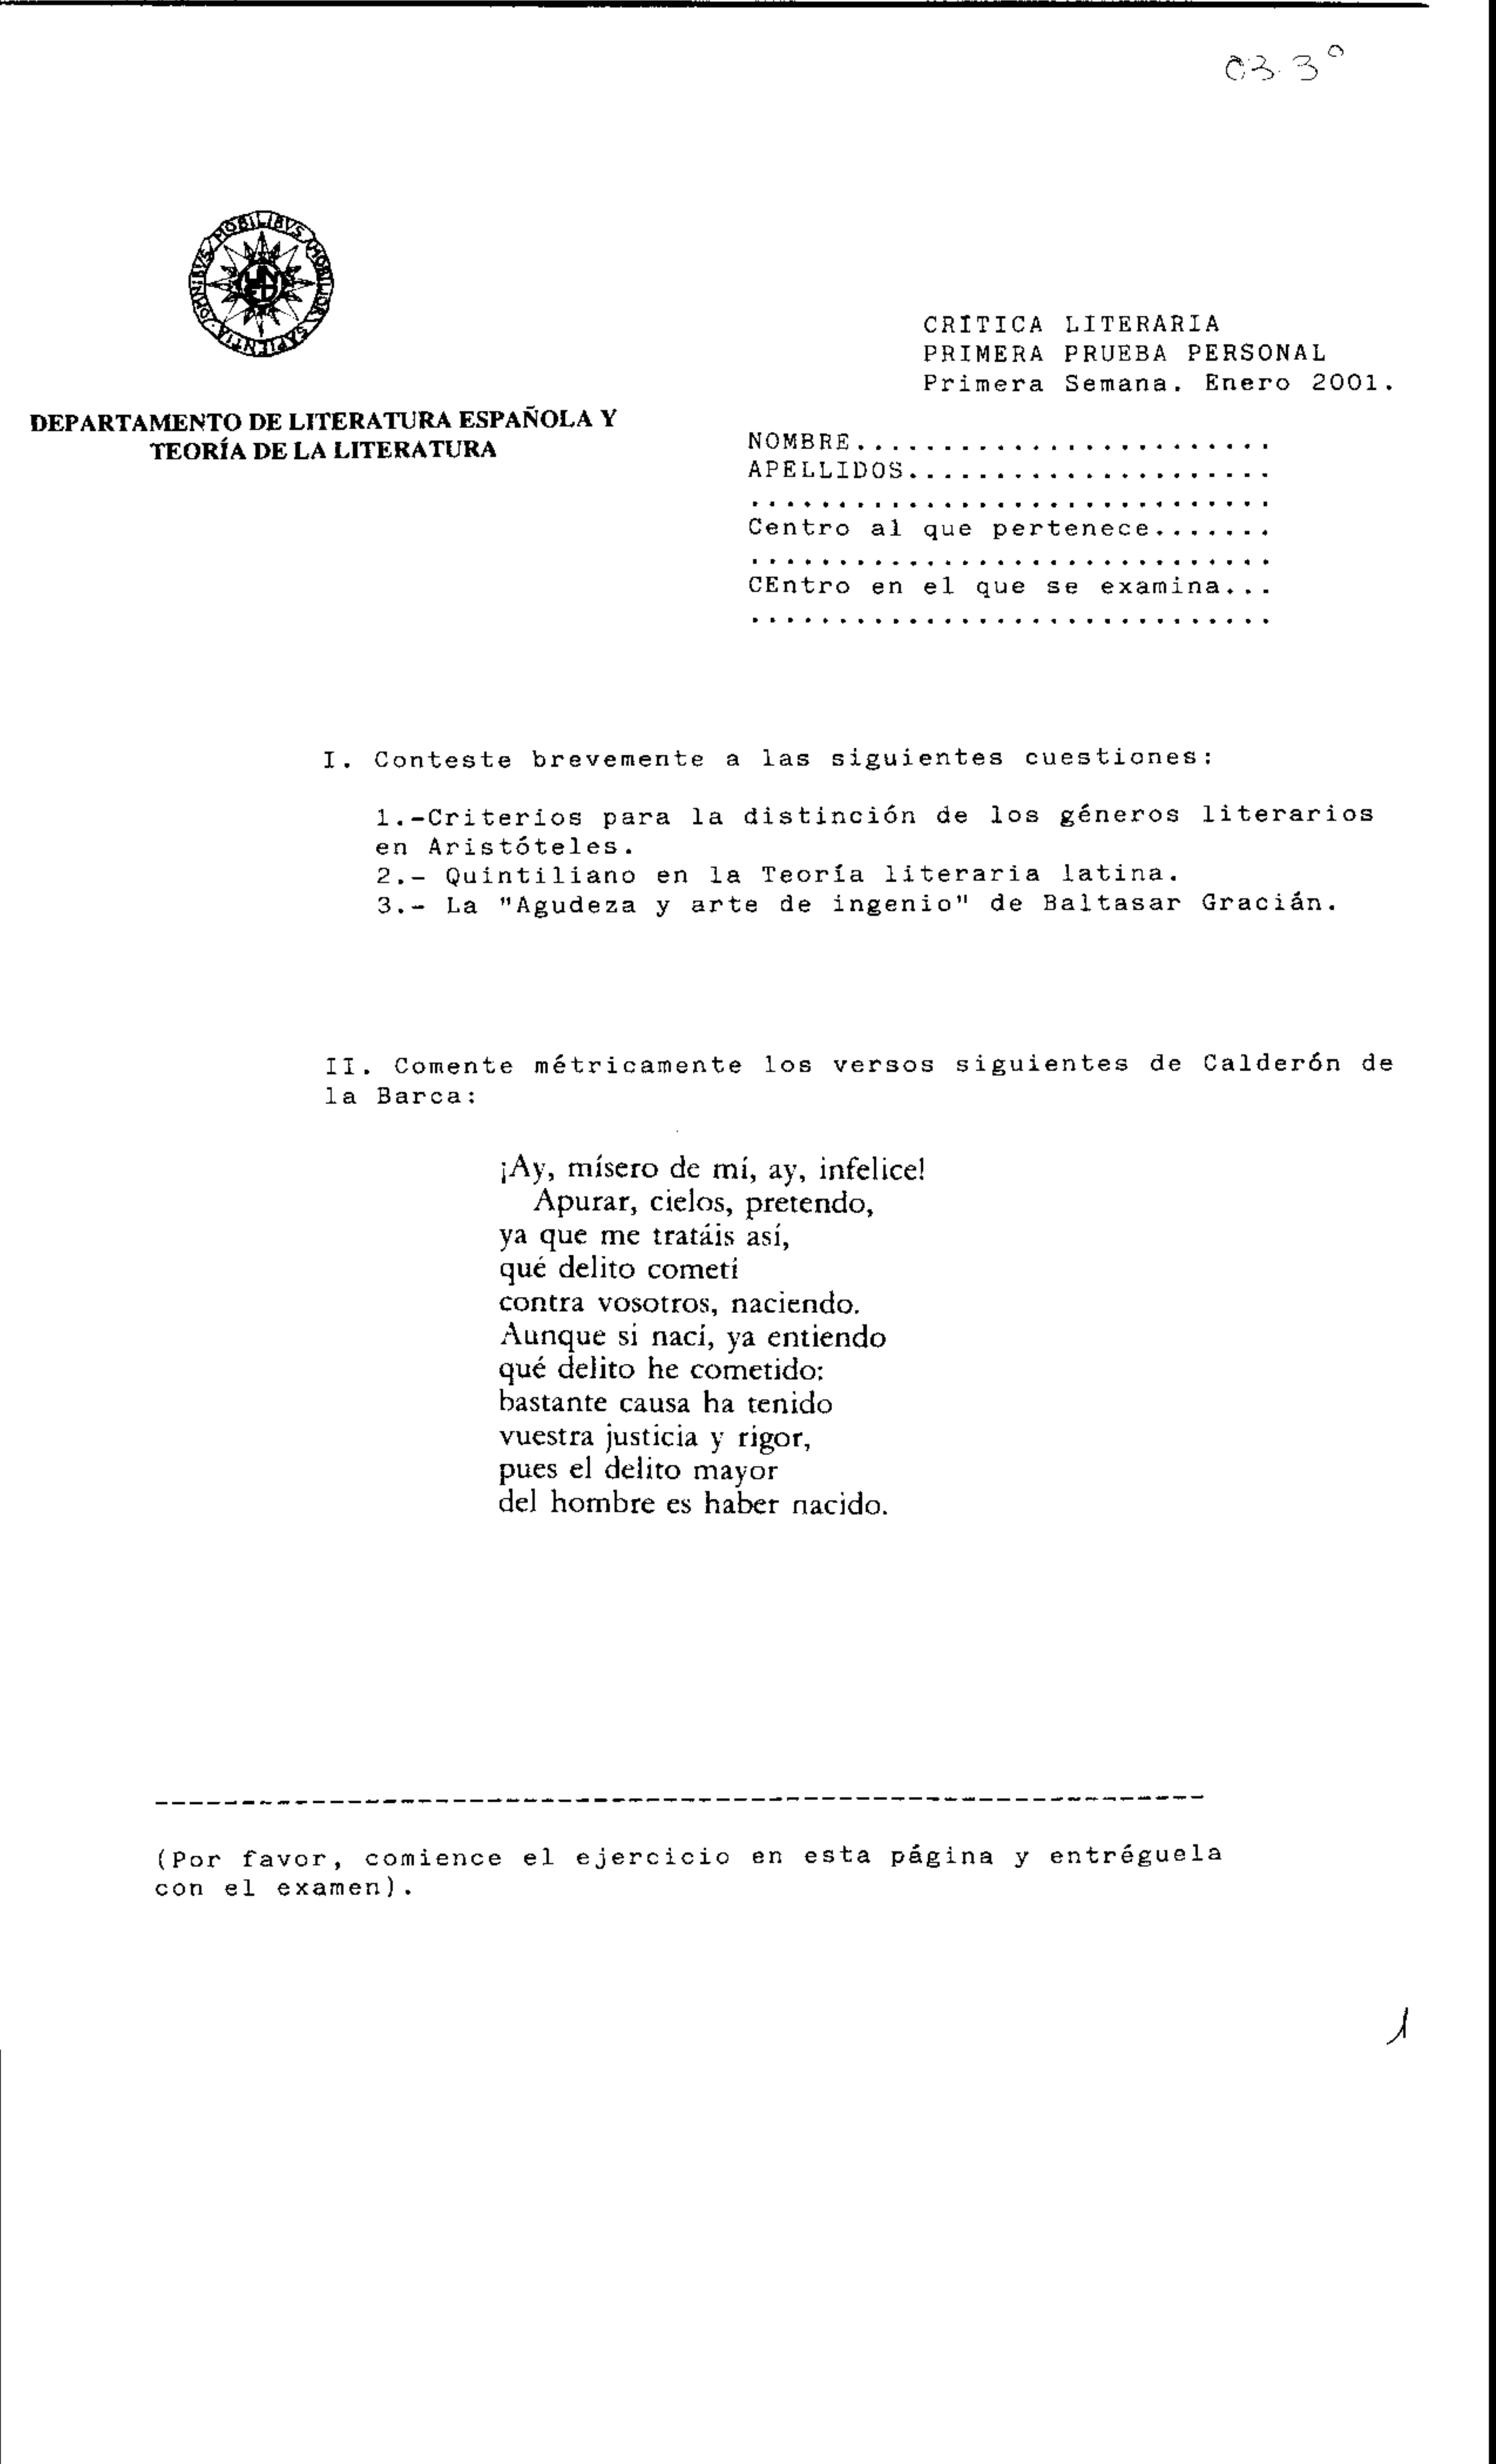 03.3º
OMNIBVS MOBILIBVS MOBILIOR SAPIENTIA
UNED
CRÍTICA LITERARIA
PRIMERA PRUEBA PERSONAL
Primera Semana. Enero 2001.
DEPARTAMENTO DE LITERATURA ESPAÑOLA Y
TEORÍA DE LA LITERATURA
NOMBRE........................
APELLIDOS.....................
..............................
Centro al que pertenece.......
..............................
CEntro en el que se examina...
..............................
I. Conteste brevemente a las siguientes cuestiones:
1.-Criterios para la distinción de los géneros literarios
en Aristóteles.
2.- Quintiliano en la Teoría literaria latina.
3.- La "Agudeza y arte de ingenio" de Baltasar Gracián.
II. Comente métricamente los versos siguientes de Calderón de
la Barca:
¡Ay, mísero de mí, ay, infelice!
Apurar, cielos, pretendo,
ya que me tratáis así,
qué delito cometí
contra vosotros, naciendo.
Aunque si nací, ya entiendo
qué delito he cometido:
bastante causa ha tenido
vuestra justicia y rigor,
pues el delito mayor
del hombre es haber nacido.
------------------------------------------------------------
(Por favor, comience el ejercicio en esta página y entréguela
con el examen).
1